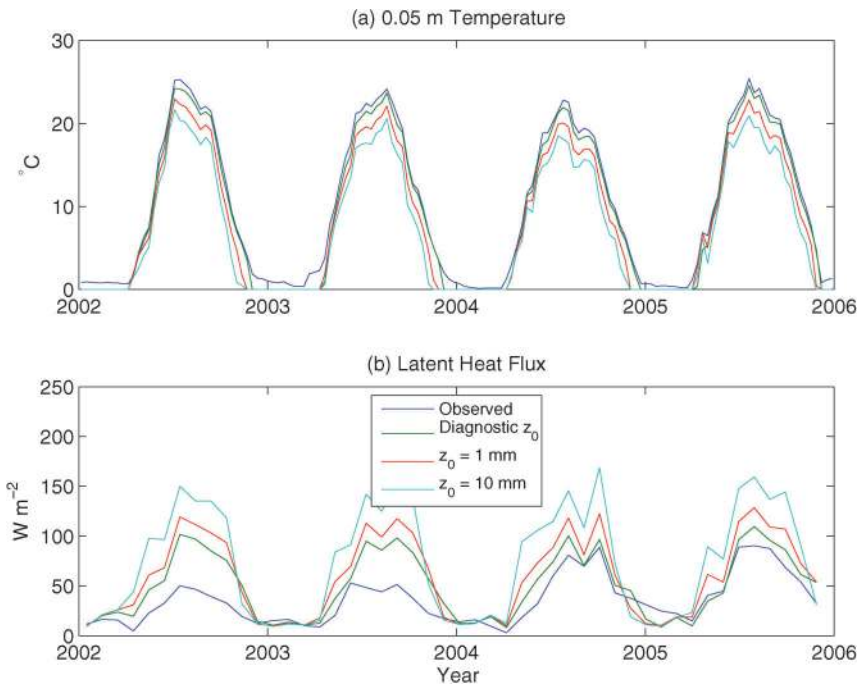 (a) 0.05 m Temperature
30
20
10
0
°C
2002 2003 2004 2005 2006
(b) Latent Heat Flux
250
200
150
100
50
0
W m−2
Observed
Diagnostic z0
z0 = 1 mm
z0 = 10 mm
2002 2003 2004 2005 2006
Year